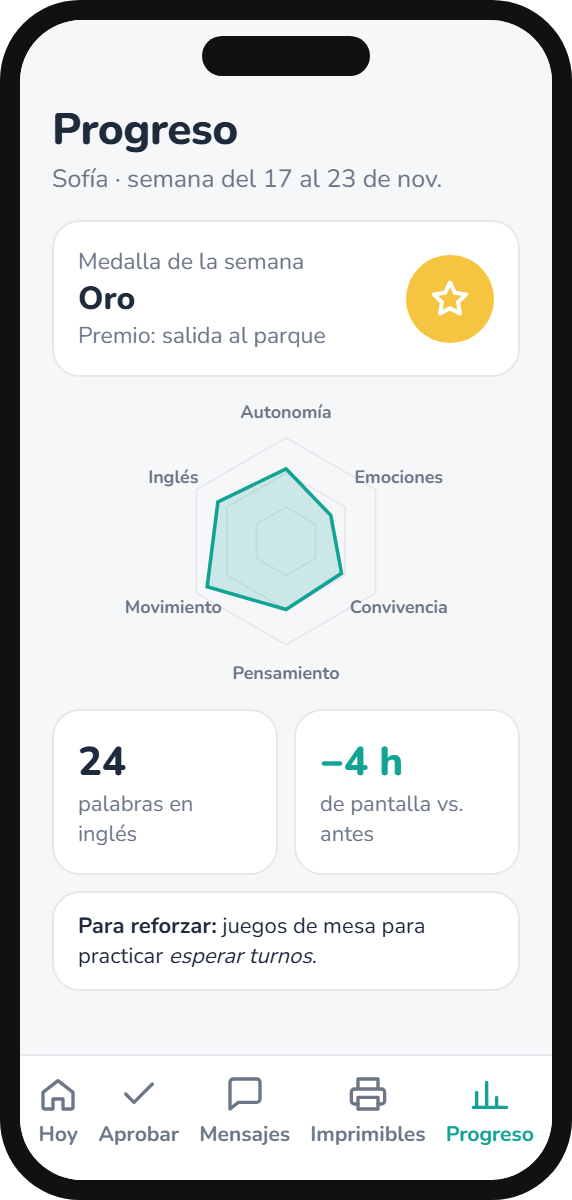 Progreso
Sofía · semana del 17 al 23 de nov.
Medalla de la semana
Oro
Premio: salida al parque
Autonomía
Inglés
Emociones
Movimiento
Convivencia
Pensamiento
24
palabras en
inglés
−4 h
de pantalla vs.
antes
Para reforzar: juegos de mesa para
practicar esperar turnos.
Hoy
Aprobar
Mensajes
Imprimibles
Progreso